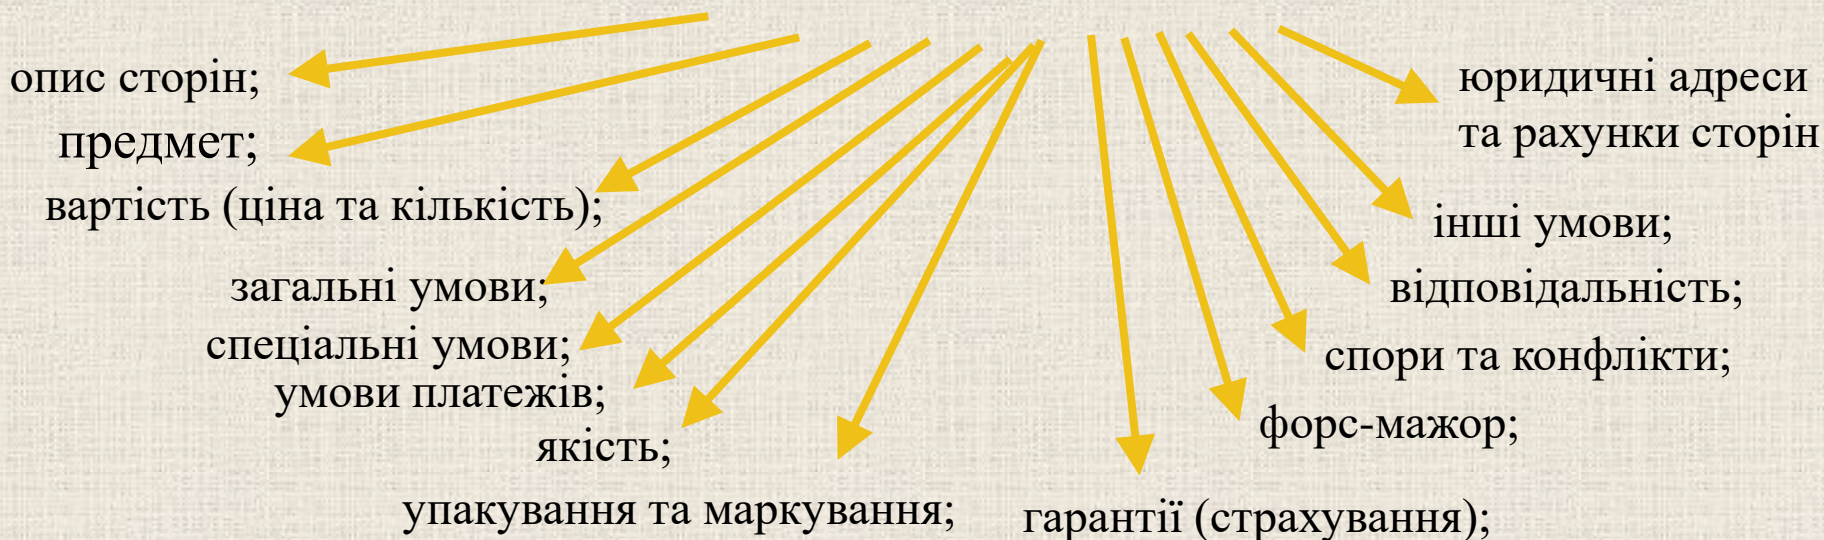 опис сторін;
предмет;
вартість (ціна та кількість);
загальні умови;
спеціальні умови;
умови платежів;
якість;
упакування та маркування;
гарантії (страхування);
форс-мажор;
спори та конфлікти;
відповідальність;
інші умови;
юридичні адреси
та рахунки сторін